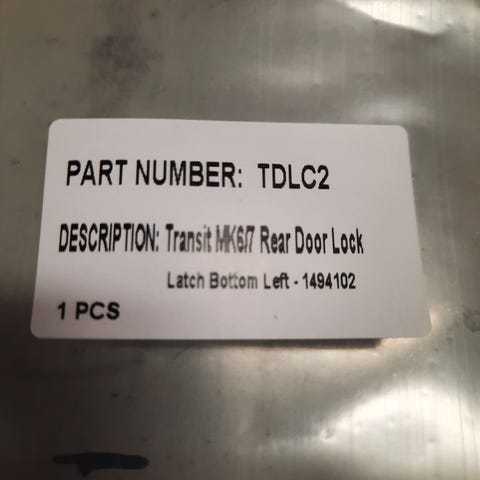 PART NUMBER: TDLC2
DESCRIPTION: Transit MK6/7 Rear Door Lock
Latch Bottom Left - 1494102
1 PCS